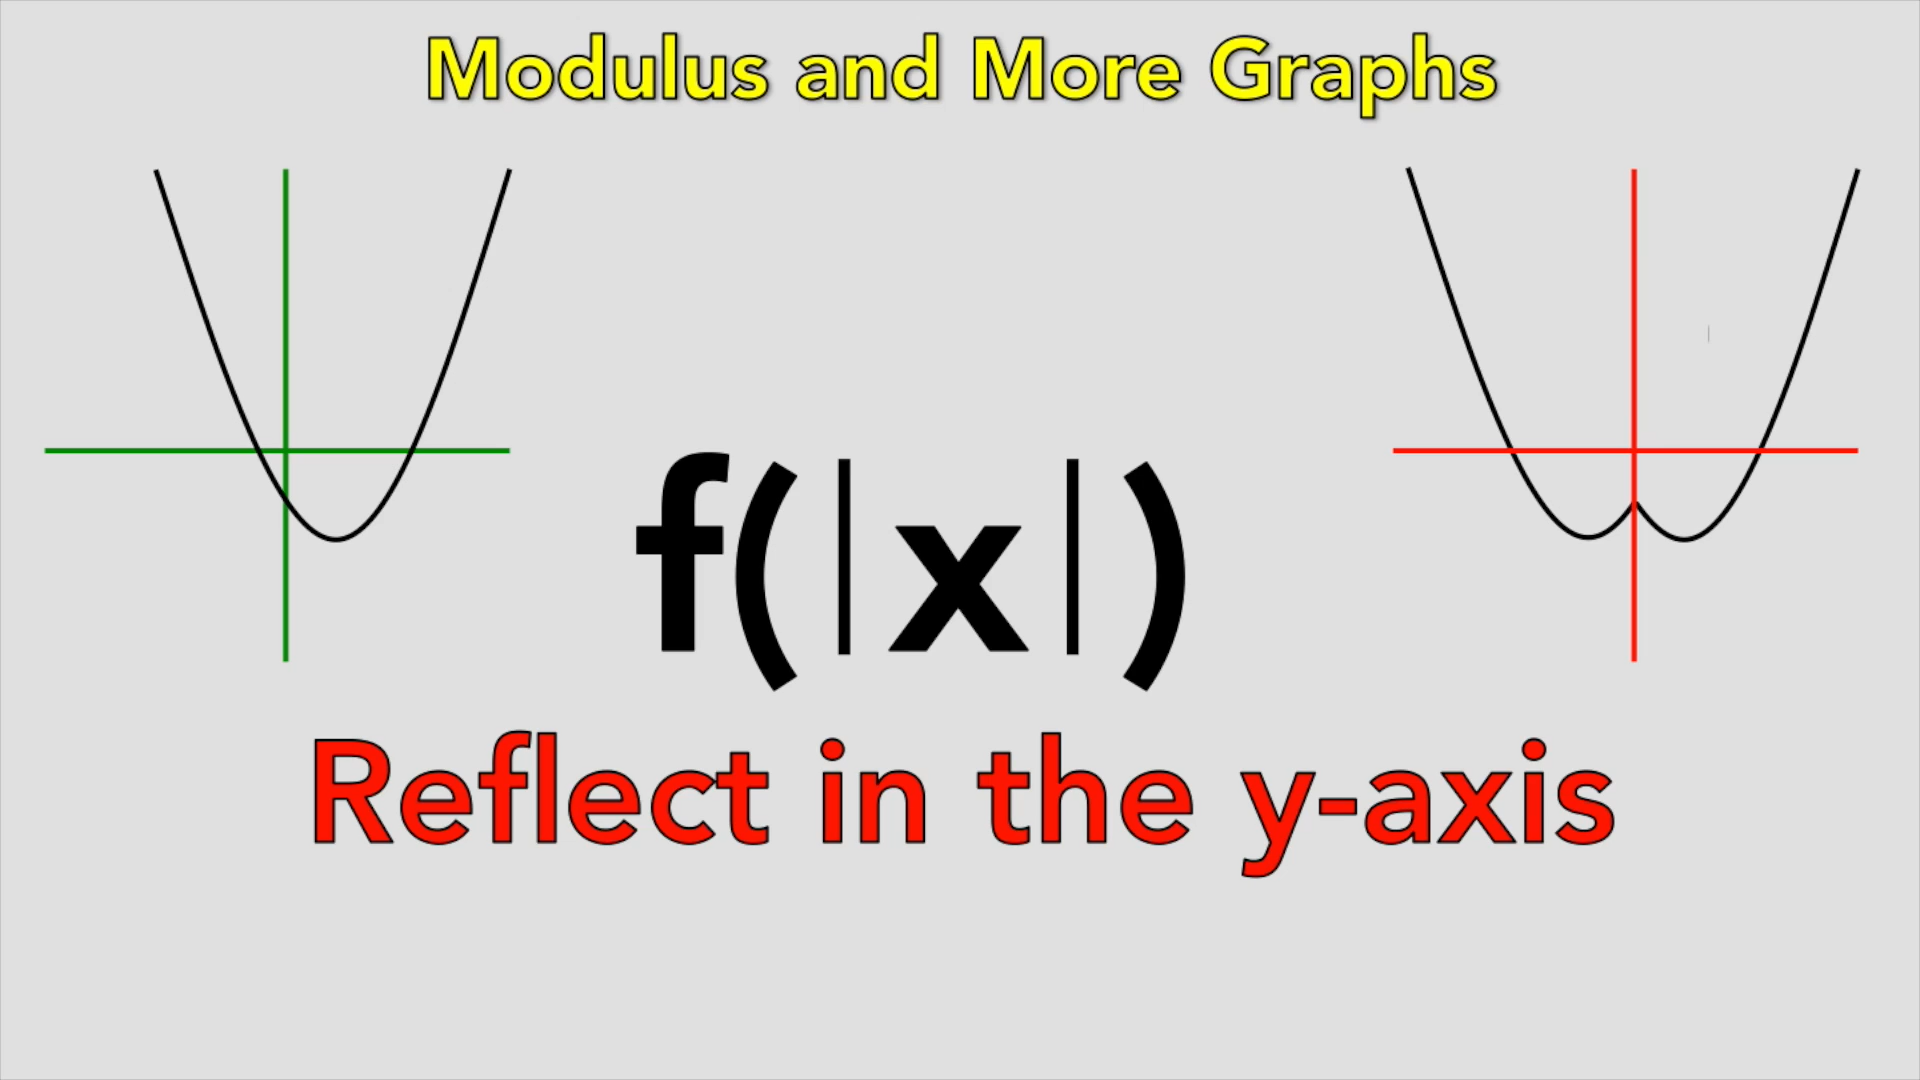 Modulus and More Graphs
f(|x|)
Reflect in the y-axis